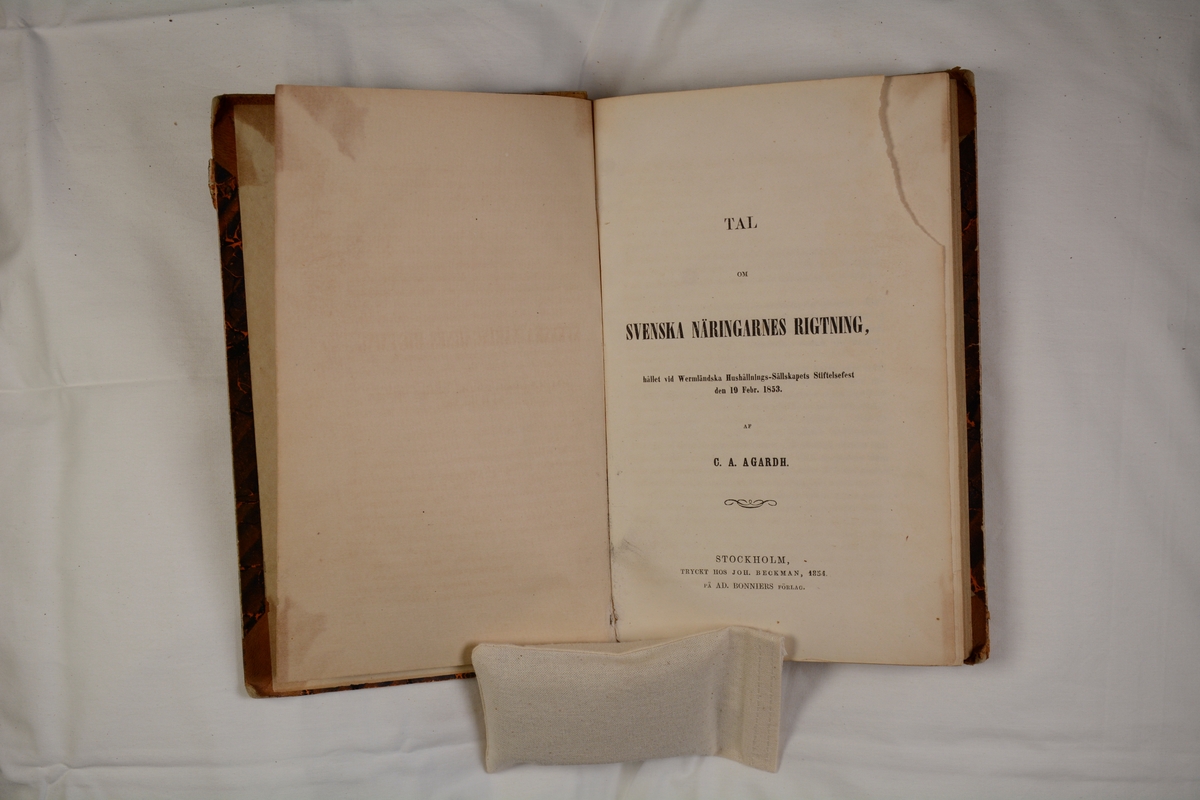 TAL
OM
SVENSKA NÄRINGARNES RIGTNING,
hållet vid Wermländska Hushållnings-Sällskapets Stiftelsefest
den 19 Febr. 1853.
AF
C. A. AGARDH.
STOCKHOLM,
TRYCKT HOS JOH. BECKMAN, 1854.
PÅ AD. BONNIERS FÖRLAG.